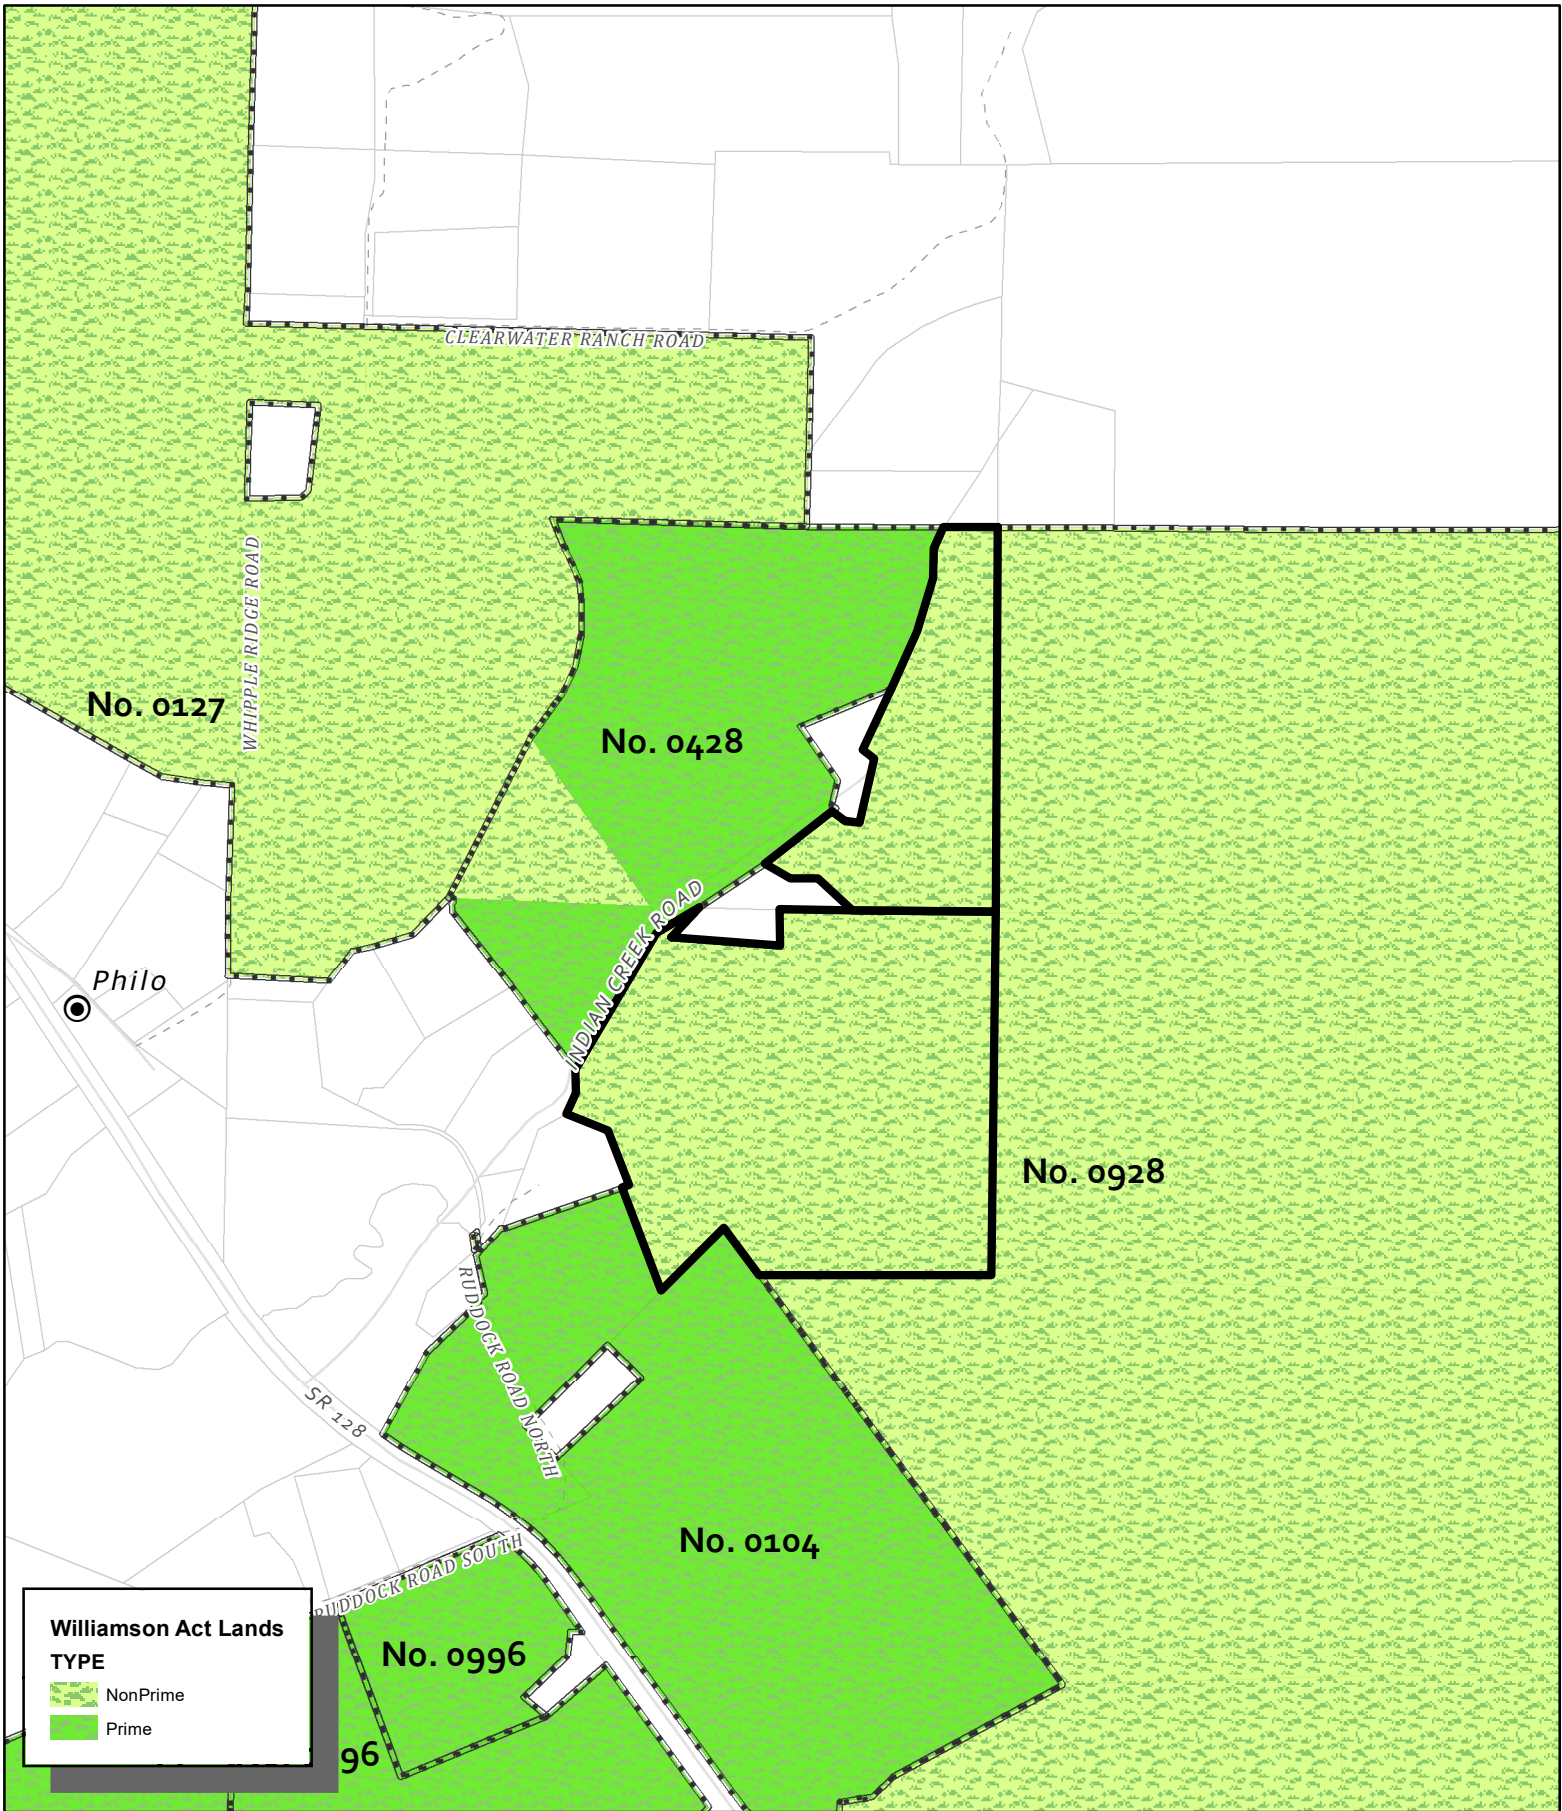 CLEARWATER RANCH ROAD
WHIPPLE RIDGE ROAD
No. 0127
No. 0428
INDIAN CREEK ROAD
Philo
No. 0928
RUDDOCK ROAD NORTH
SR 128
No. 0104
RUDDOCK ROAD SOUTH
No. 0996
Williamson Act Lands
TYPE
NonPrime
Prime
96